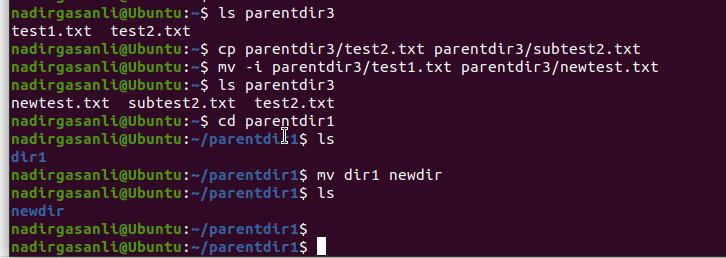 nadirgasanli@Ubuntu:~$ ls parentdir3
test1.txt  test2.txt
nadirgasanli@Ubuntu:~$ cp parentdir3/test2.txt parentdir3/subtest2.txt
nadirgasanli@Ubuntu:~$ mv -i parentdir3/test1.txt parentdir3/newtest.txt
nadirgasanli@Ubuntu:~$ ls parentdir3
newtest.txt  subtest2.txt  test2.txt
nadirgasanli@Ubuntu:~$ cd parentdir1
nadirgasanli@Ubuntu:~/parentdir1$ ls
dir1
nadirgasanli@Ubuntu:~/parentdir1$ mv dir1 newdir
nadirgasanli@Ubuntu:~/parentdir1$ ls
newdir
nadirgasanli@Ubuntu:~/parentdir1$
nadirgasanli@Ubuntu:~/parentdir1$